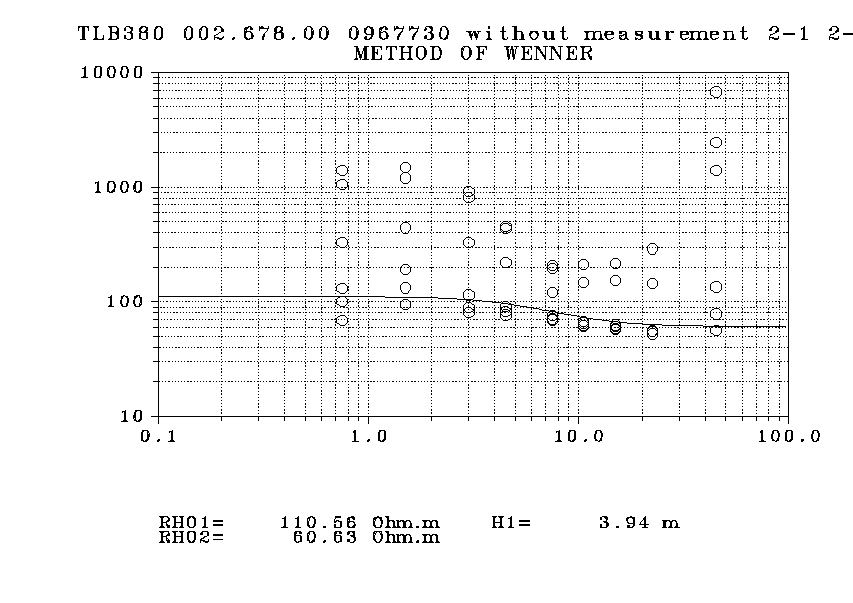 TLB380 002.678.00 0967730 without measurement 2-1 2-
METHOD OF WENNER
10000
1000
100
10
0.1 1.0 10.0 100.0
RHO1= 110.56 Ohm.m H1= 3.94 m
RHO2= 60.63 Ohm.m